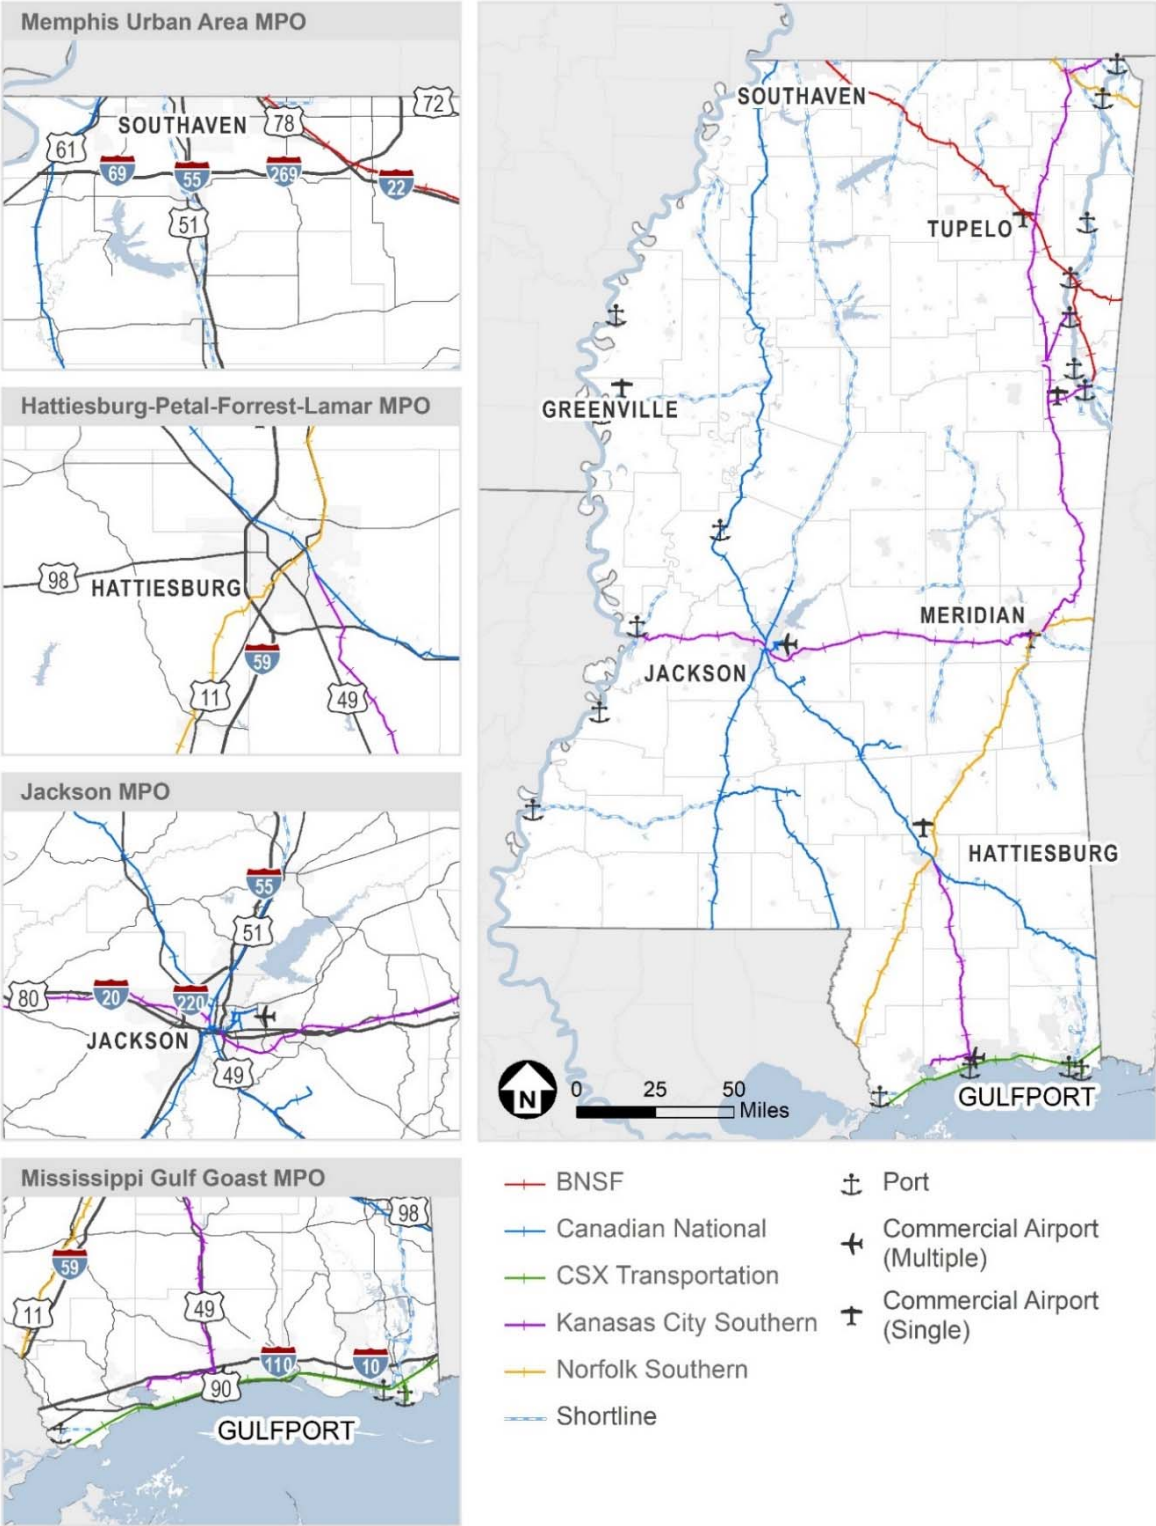 Memphis Urban Area MPO
72
SOUTHAVEN
78
61
69
55
269
22
51
Hattiesburg-Petal-Forrest-Lamar MPO
98
HATTIESBURG
59
11
49
Jackson MPO
55
51
80
20
220
JACKSON
49
Mississippi Gulf Goast MPO
98
59
11
49
110
10
90
GULFPORT
SOUTHAVEN
TUPELO
GREENVILLE
MERIDIAN
JACKSON
HATTIESBURG
N
0 25 50
Miles
GULFPORT
BNSF
Canadian National
CSX Transportation
Kanasas City Southern
Norfolk Southern
Shortline
Port
Commercial Airport
(Multiple)
Commercial Airport
(Single)